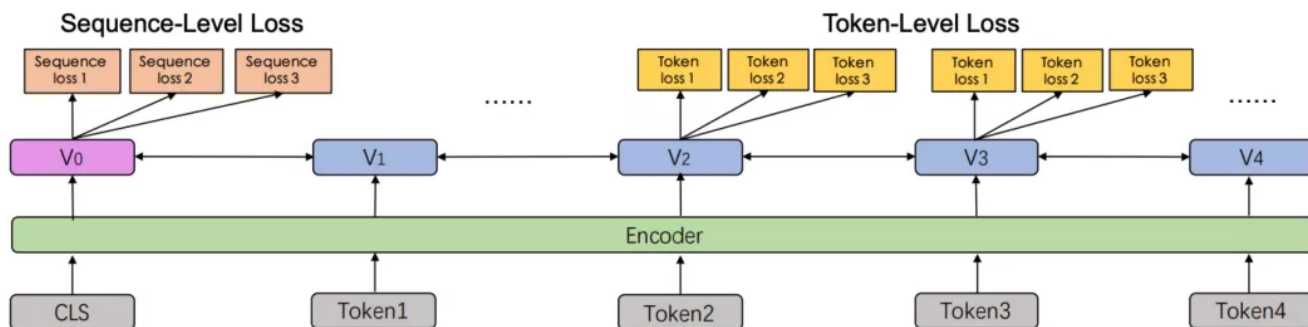 Sequence-Level Loss
Token-Level Loss
Sequence
loss 1
Sequence
loss 2
Sequence
loss 3
......
Token
loss 1
Token
loss 2
Token
loss 3
Token
loss 1
Token
loss 2
Token
loss 3
......
V0
V1
V2
V3
V4
Encoder
CLS
Token1
Token2
Token3
Token4